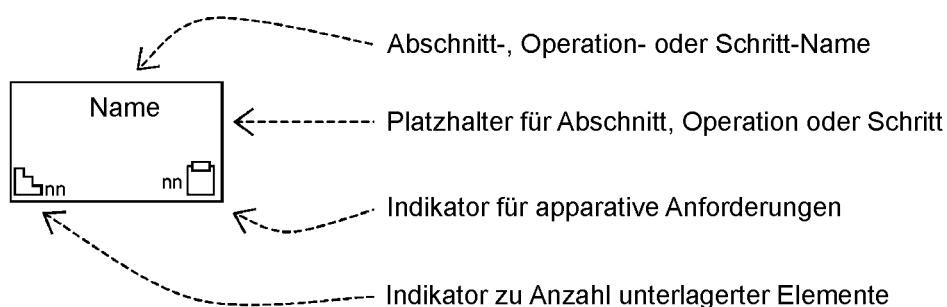 Abschnitt-, Operation- oder Schritt-Name
Name
Platzhalter für Abschnitt, Operation oder Schritt
nn
nn
Indikator für apparative Anforderungen
Indikator zu Anzahl unterlagerter Elemente